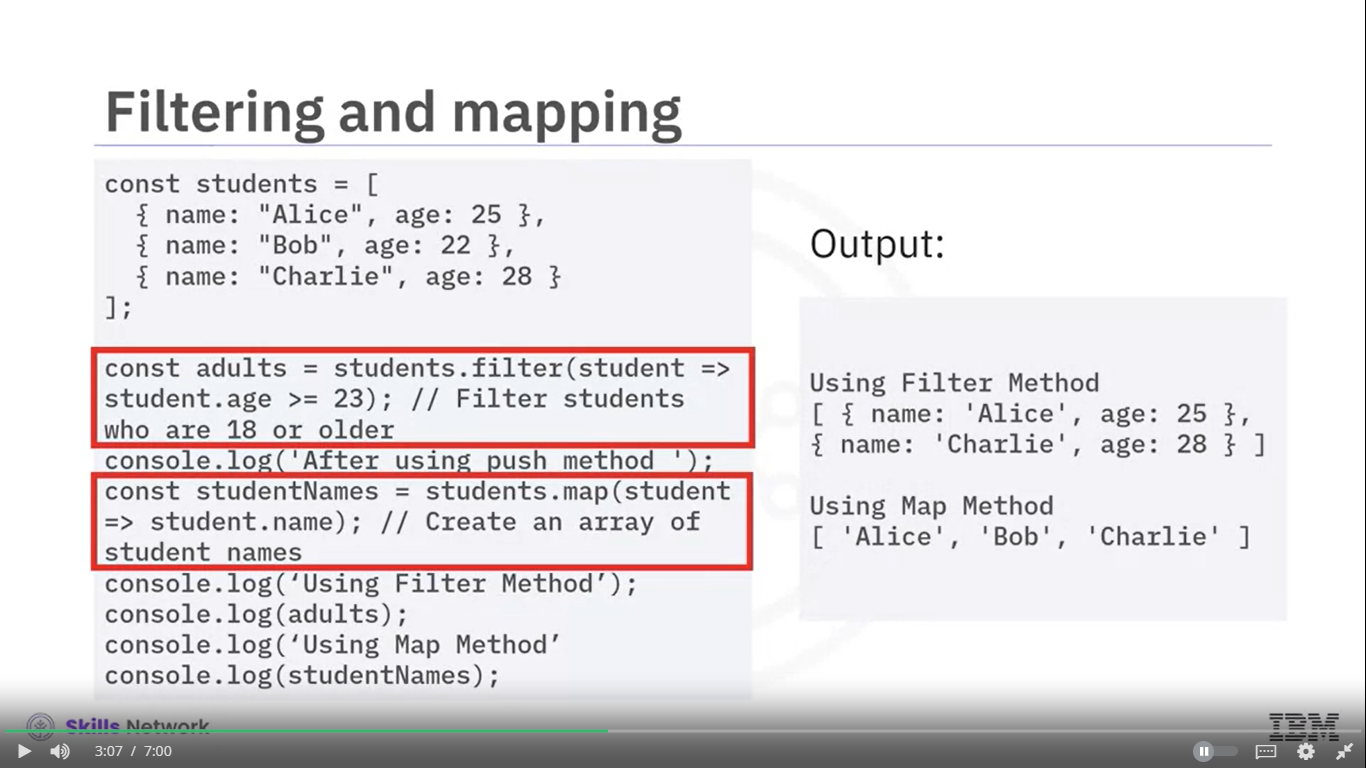 Filtering and mapping
const students = [
{ name: "Alice", age: 25 },
{ name: "Bob", age: 22 },
{ name: "Charlie", age: 28 }
];
const adults = students.filter(student =>
student.age >= 23); // Filter students
who are 18 or older
console.log('After using push method ');
const studentNames = students.map(student
=> student.name); // Create an array of
student names
console.log(‘Using Filter Method’);
console.log(adults);
console.log(‘Using Map Method’
console.log(studentNames);
Output:
Using Filter Method
[ { name: 'Alice', age: 25 },
{ name: 'Charlie', age: 28 } ]
Using Map Method
[ 'Alice', 'Bob', 'Charlie' ]
Skills Network
IBM
3:07 / 7:00